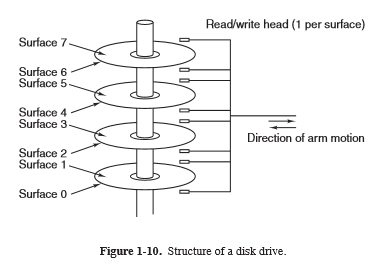 Read/write head (1 per surface)
Surface 7
Surface 6
Surface 5
Surface 4
Surface 3
Surface 2
Surface 1
Surface 0
Direction of arm motion
Figure 1-10. Structure of a disk drive.